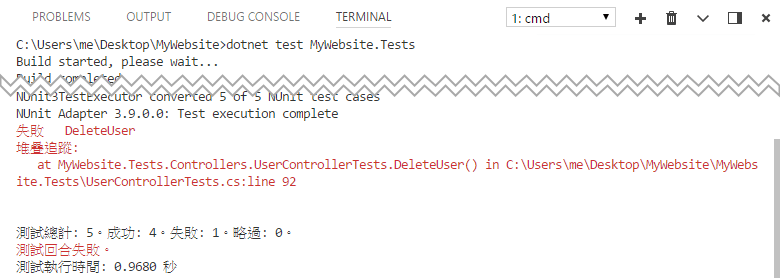 PROBLEMS OUTPUT DEBUG CONSOLE TERMINAL 1: cmd
C:\Users\me\Desktop\MyWebsite>dotnet test MyWebsite.Tests
Build started, please wait...
Build completed
NUnit3TestExecutor converted 5 of 5 NUnit test cases
NUnit Adapter 3.9.0.0: Test execution complete
失敗 DeleteUser
堆疊追蹤:
at MyWebsite.Tests.Controllers.UserControllerTests.DeleteUser() in C:\Users\me\Desktop\MyWebsite\MyWebs
ite.Tests\UserControllerTests.cs:line 92
測試總計: 5。成功: 4。失敗: 1。略過: 0。
測試回合失敗。
測試執行時間: 0.9680 秒